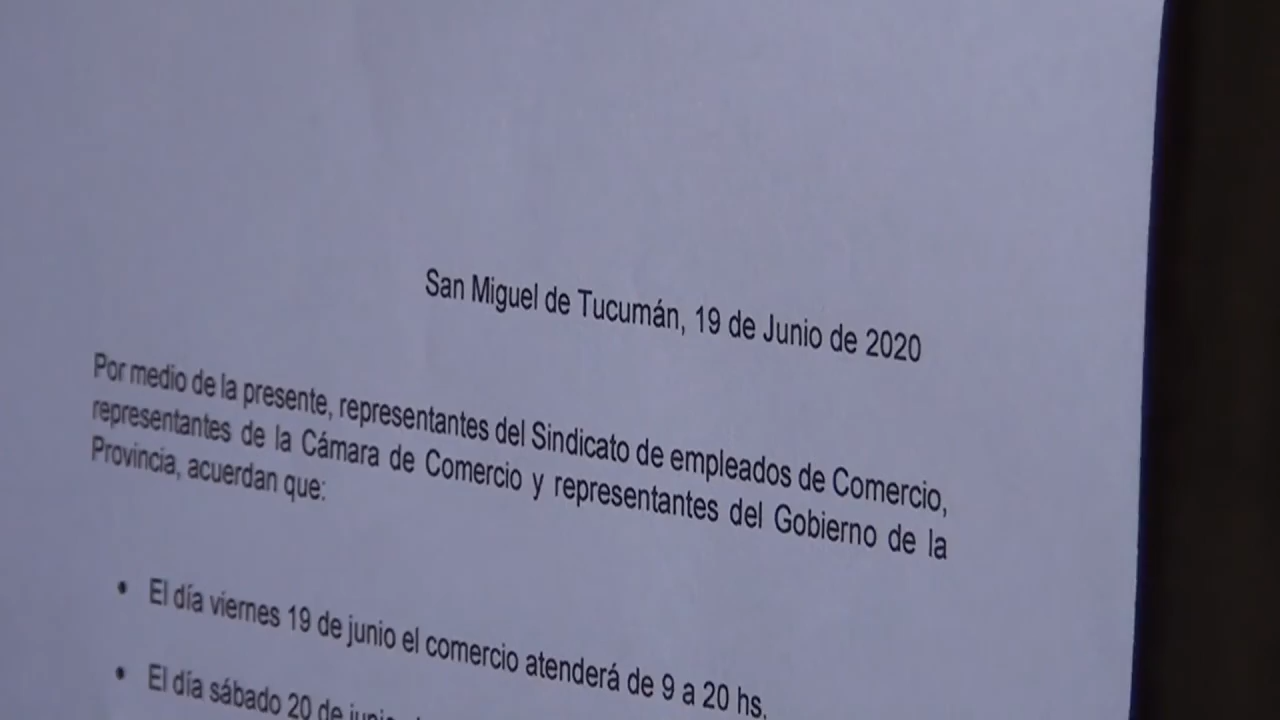 San Miguel de Tucumán, 19 de Junio de 2020
Por medio de la presente, representantes del Sindicato de empleados de Comercio,
representantes de la Cámara de Comercio y representantes del Gobierno de la
Provincia, acuerdan que:
• El día viernes 19 de junio el comercio atenderá de 9 a 20 hs.
• El día sábado 20 de junio